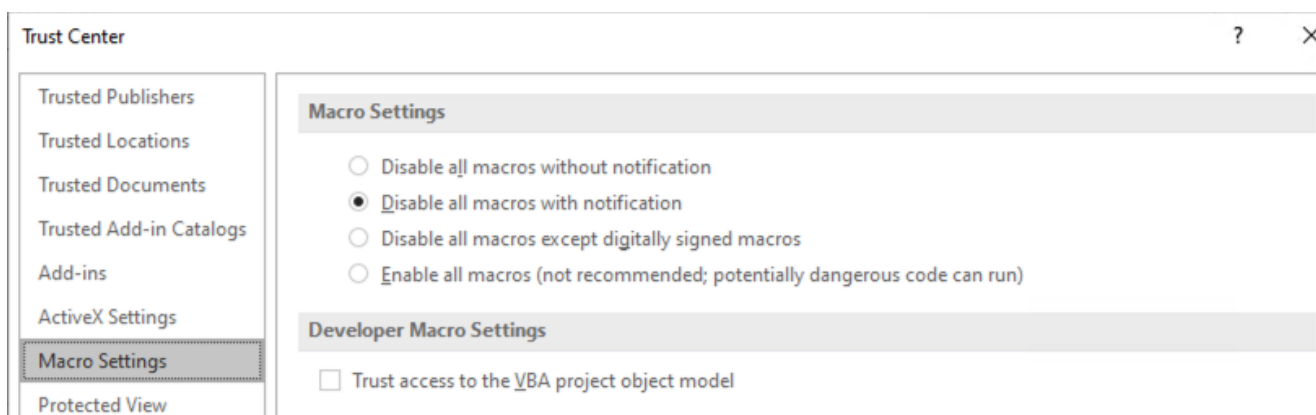 Trust Center
?
Trusted Publishers
Trusted Locations
Trusted Documents
Trusted Add-in Catalogs
Add-ins
ActiveX Settings
Macro Settings
Protected View
Macro Settings
Disable all macros without notification
Disable all macros with notification
Disable all macros except digitally signed macros
Enable all macros (not recommended; potentially dangerous code can run)
Developer Macro Settings
Trust access to the VBA project object model